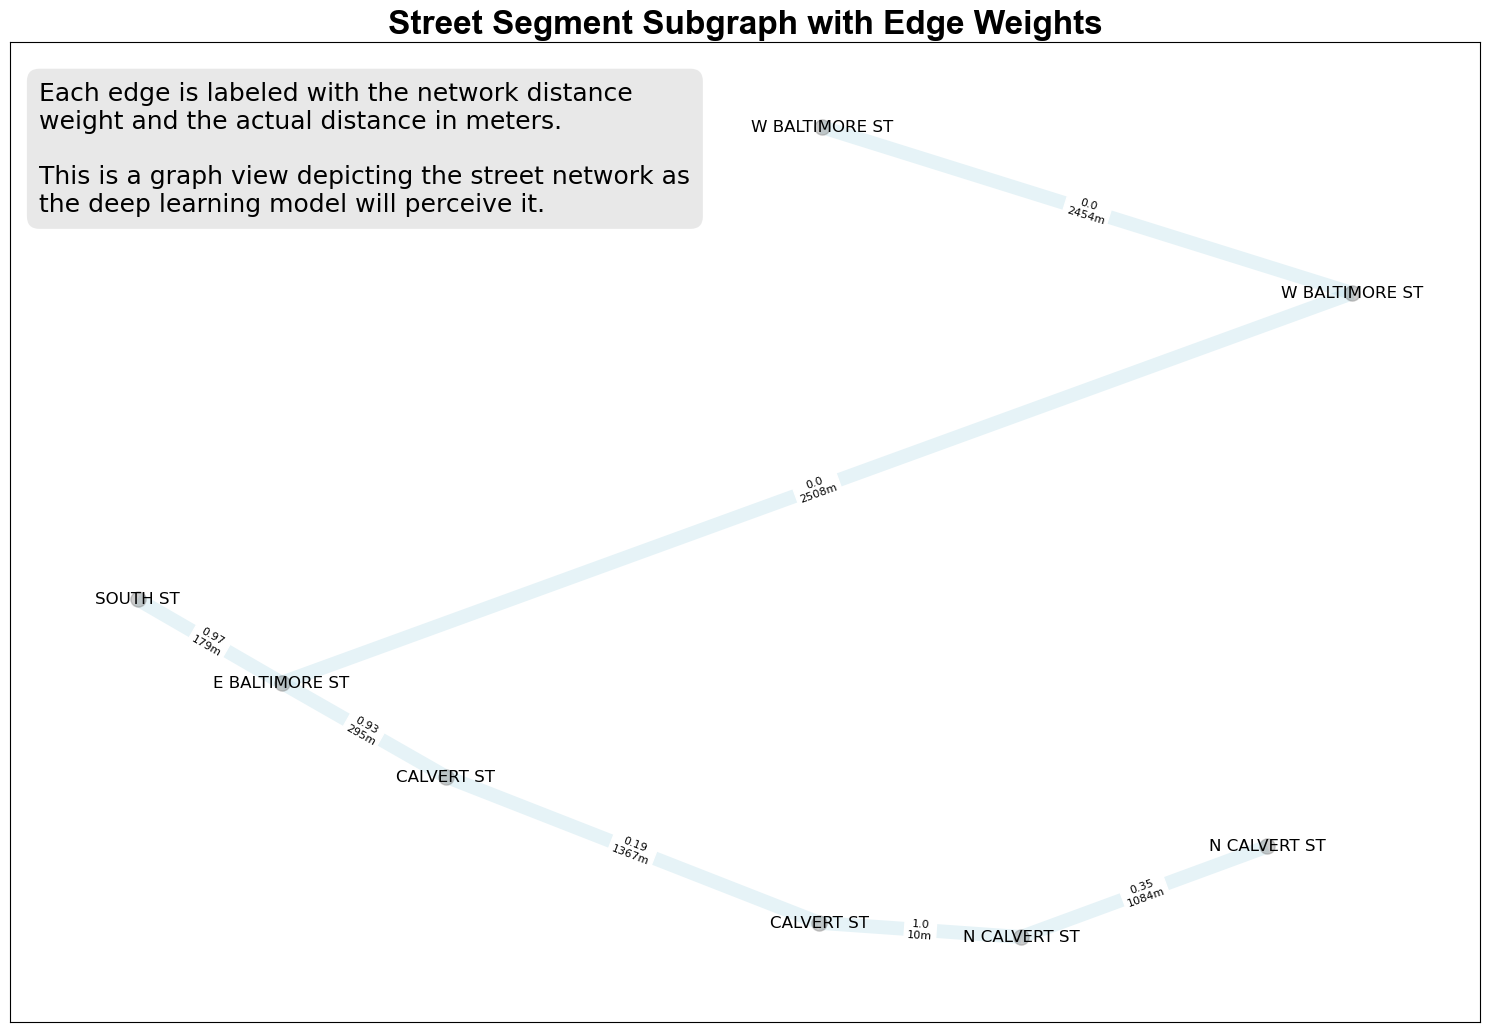 Street Segment Subgraph with Edge Weights
Each edge is labeled with the network distance
weight and the actual distance in meters.
This is a graph view depicting the street network as
the deep learning model will perceive it.
W BALTIMORE ST
0.0
2454m
W BALTIMORE ST
0.0
2508m
SOUTH ST
0.97
179m
E BALTIMORE ST
0.93
295m
CALVERT ST
0.19
1367m
N CALVERT ST
0.35
1084m
CALVERT ST
1.0
10m
N CALVERT ST